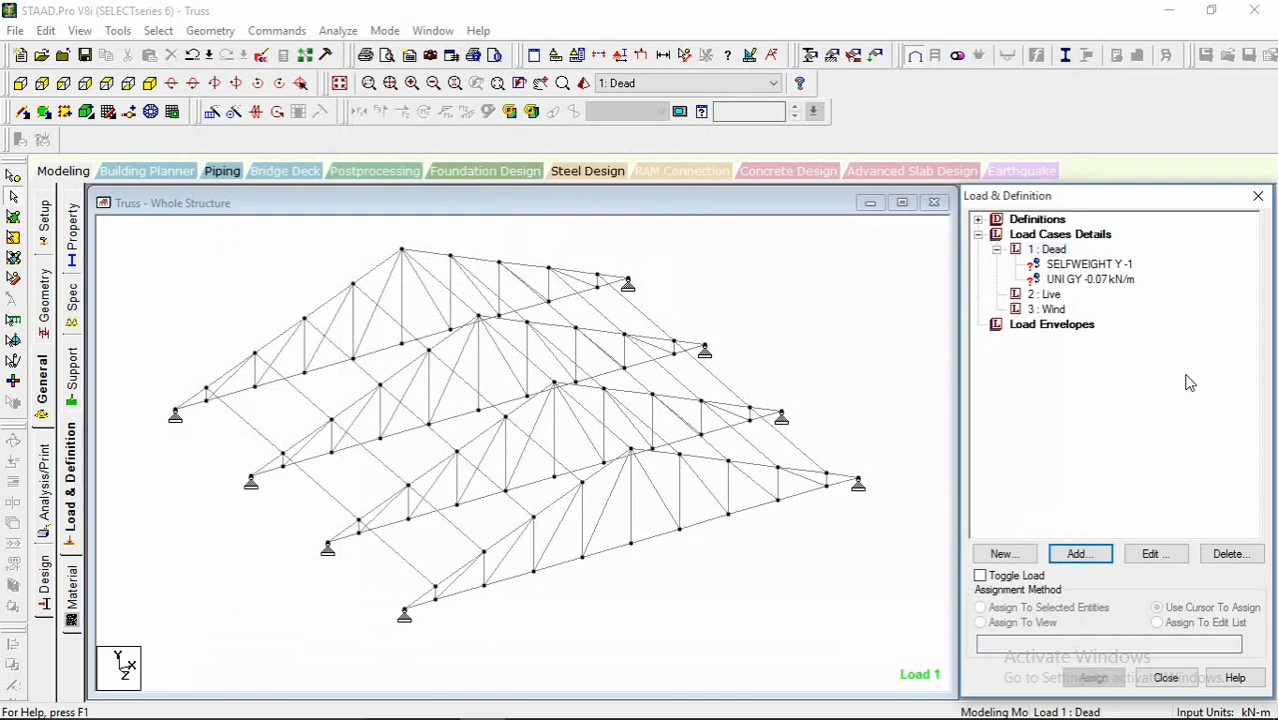 STAAD.Pro V8i (SELECTseries 6) - Truss
File Edit View Tools Select Geometry Commands Analyze Mode Window Help
1: Dead
Modeling Building Planner Piping Bridge Deck Postprocessing Foundation Design Steel Design RAM Connection Concrete Design Advanced Slab Design Earthquake
Setup
Geometry
General
Analysis/Print
Design
Property
Spec
Support
Load & Definition
Material
Truss - Whole Structure
Y
X
Z
Load 1
Load & Definition
Definitions
Load Cases Details
1 : Dead
SELFWEIGHT Y -1
UNI GY -0.07 kN/m
2 : Live
3 : Wind
Load Envelopes
New... Add... Edit ... Delete...
Toggle Load
Assignment Method
Assign To Selected Entities Use Cursor To Assign
Assign To View Assign To Edit List
Activate Windows
Assign Close Help
For Help, press F1 Modeling Mo Load 1 : Dead Input Units: kN-m